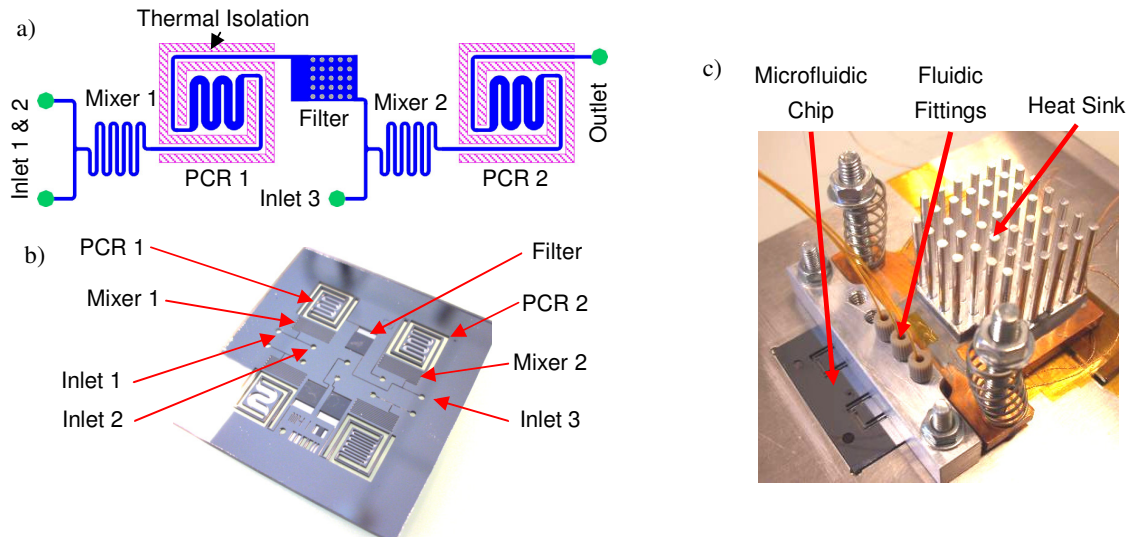 a)
Thermal Isolation
Inlet 1 & 2
Mixer 1
PCR 1
Filter
Inlet 3
Mixer 2
PCR 2
Outlet
b)
PCR 1
Mixer 1
Inlet 1
Inlet 2
Filter
PCR 2
Mixer 2
Inlet 3
c)
Microfluidic
Chip
Fluidic
Fittings
Heat Sink